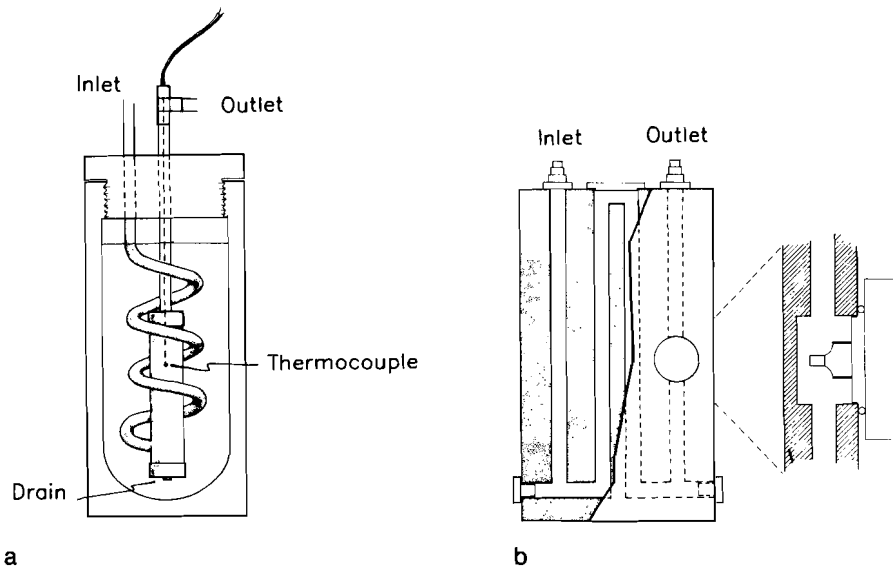 Inlet
Outlet
Thermocouple
Drain
a
Inlet
Outlet
b